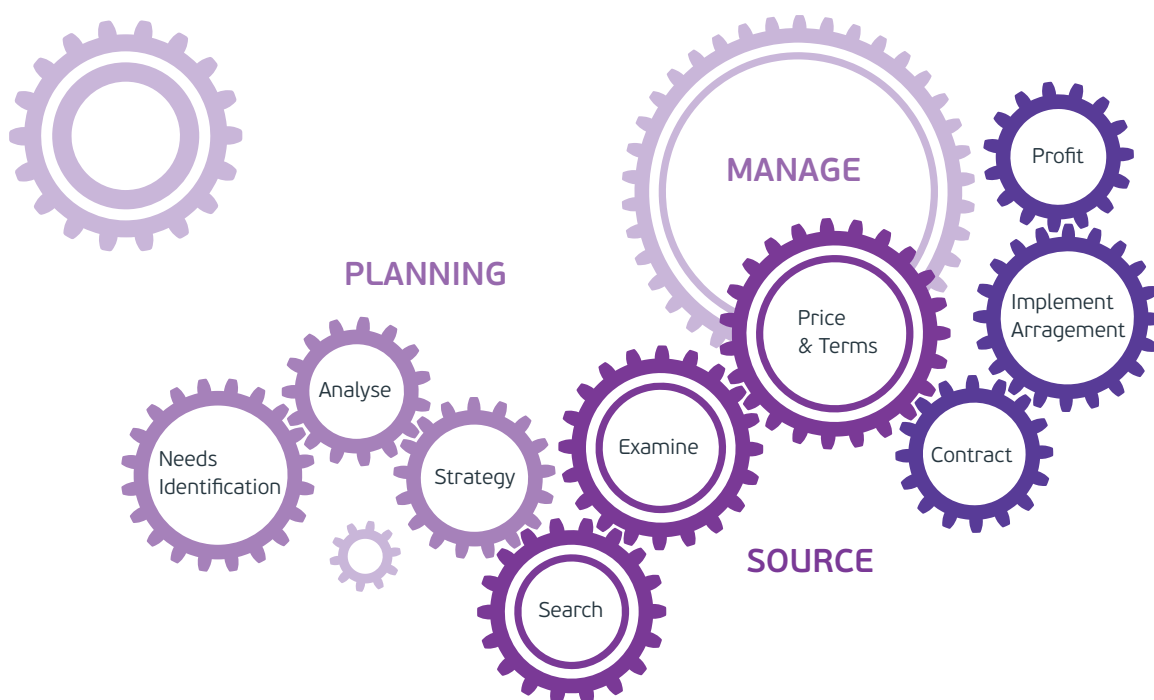 PLANNING
Needs
Identification
Analyse
Strategy
SOURCE
Search
Examine
Price
& Terms
MANAGE
Contract
Implement
Arragement
Profit